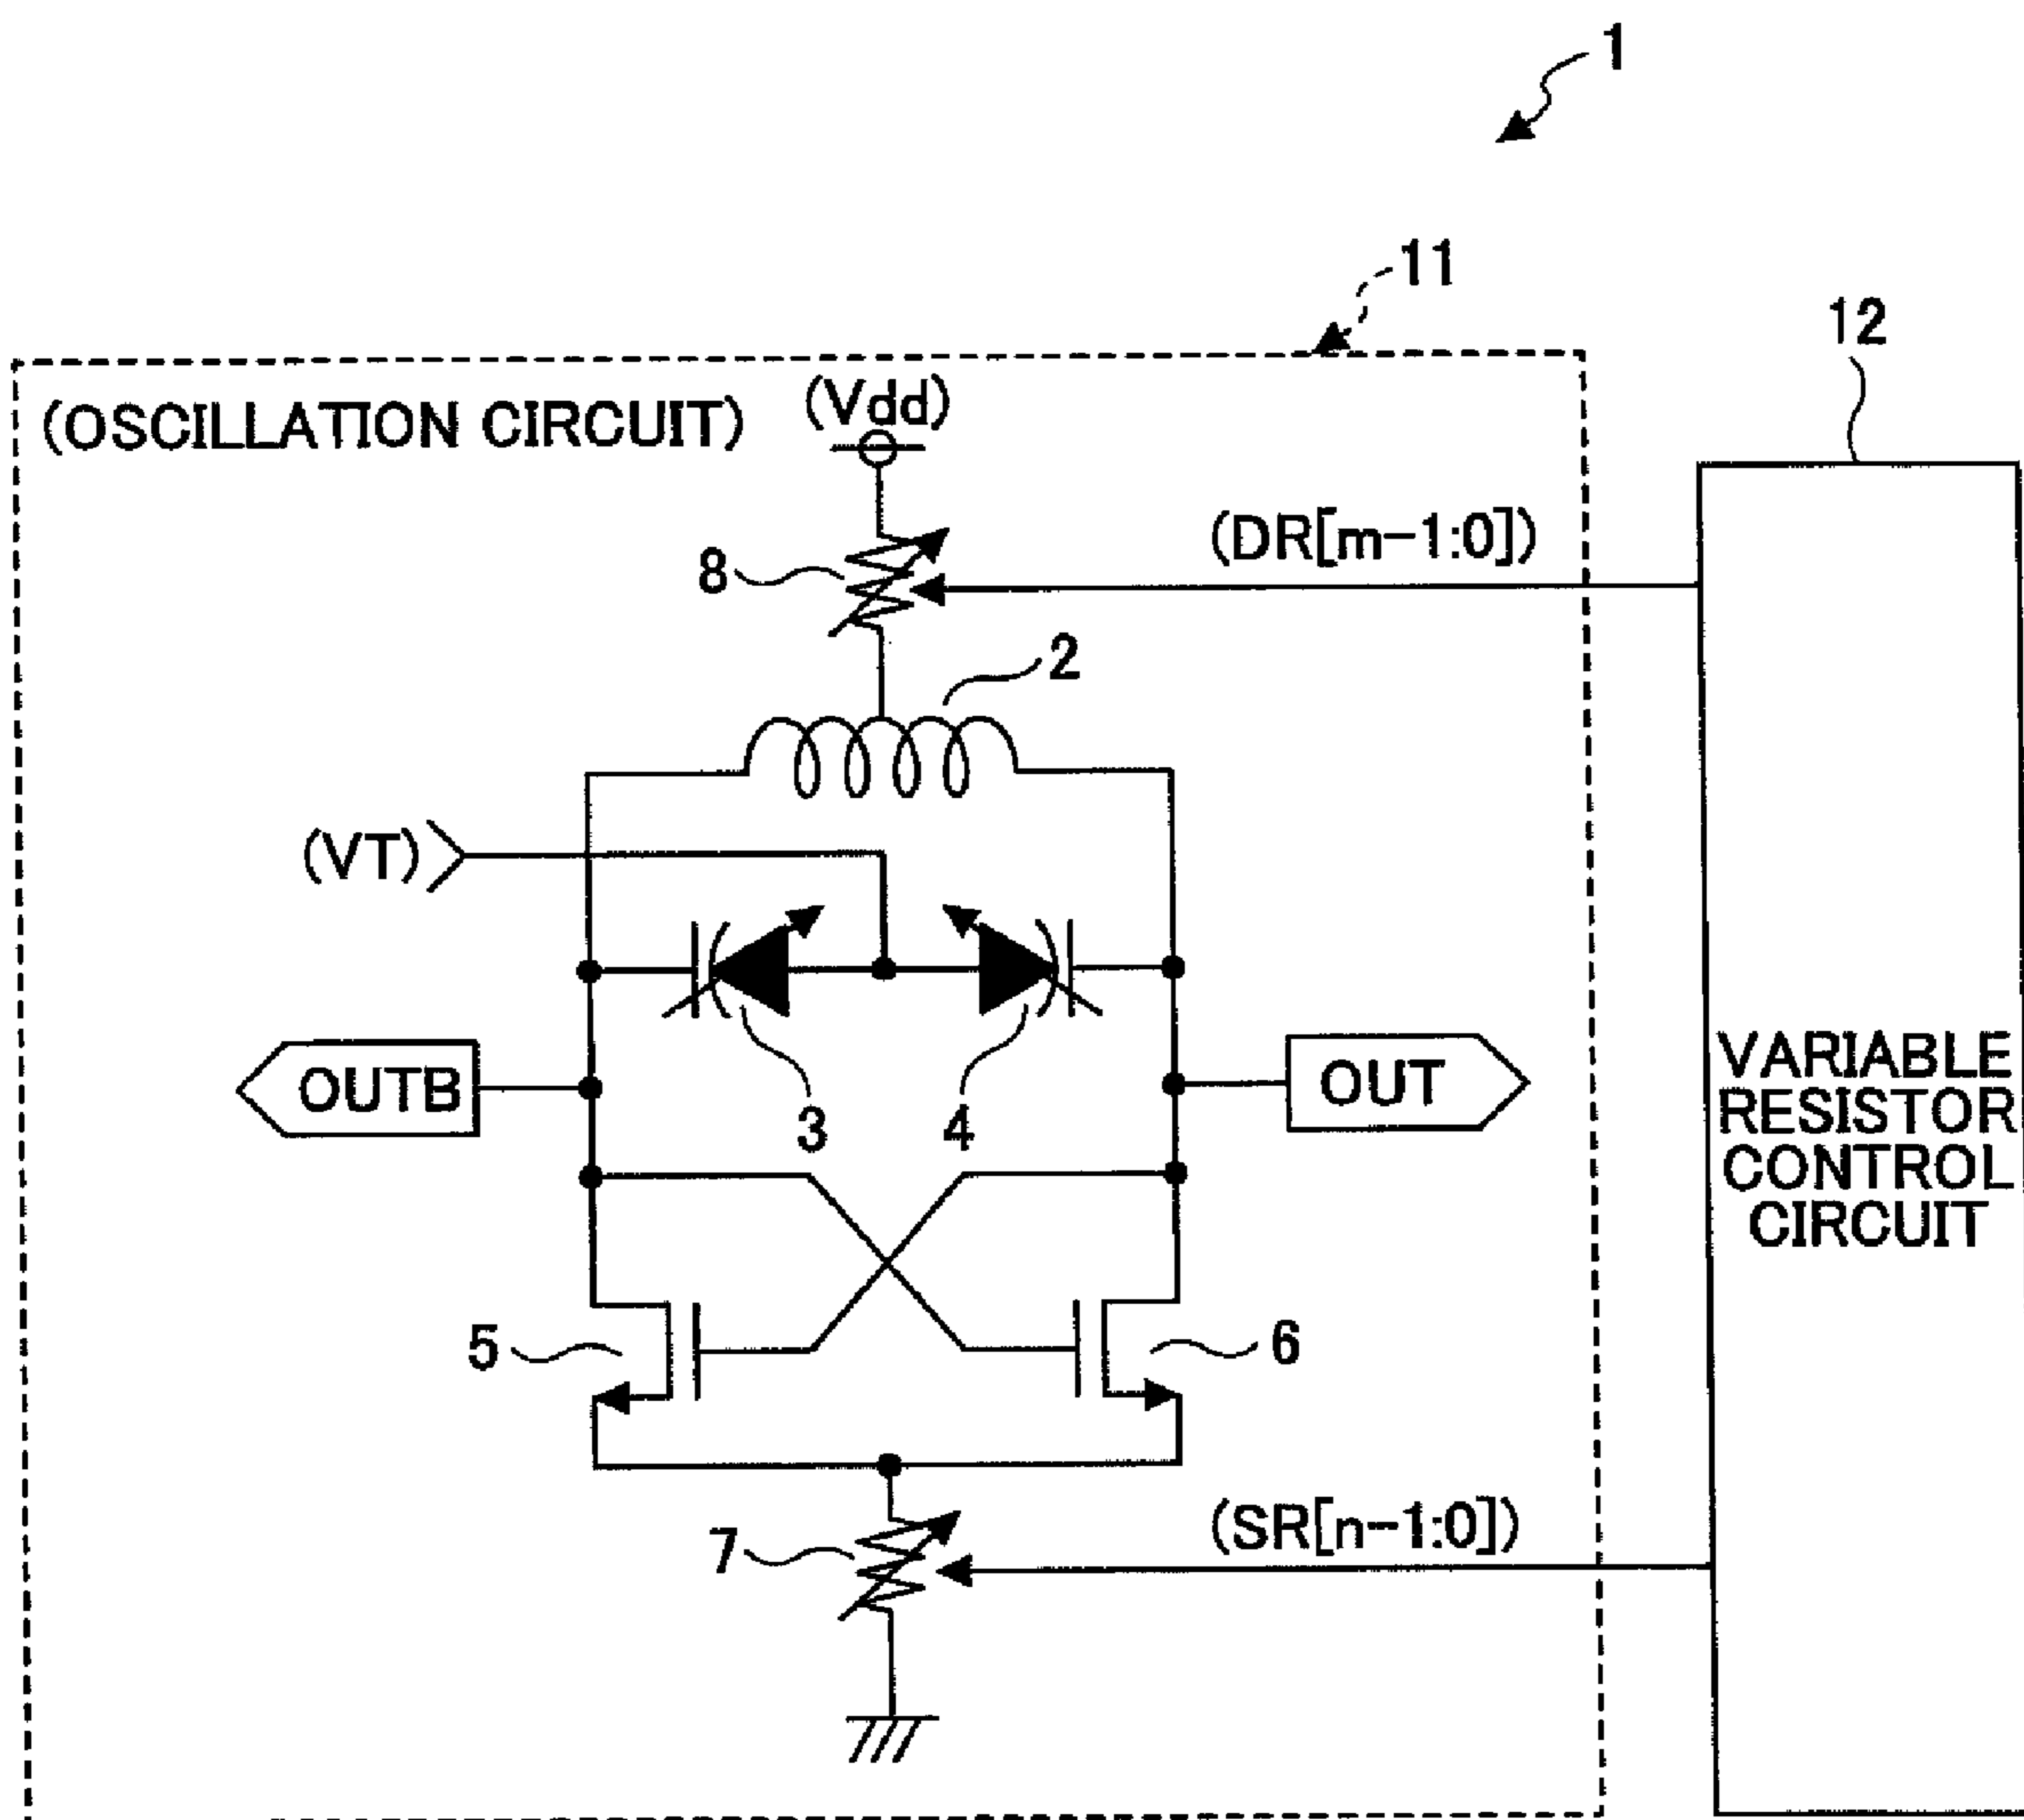 1
11
12
(OSCILLATION CIRCUIT)
(Vdd)
(DR[m-1:0])
8
2
(VT)
OUTB
3
4
OUT
VARIABLE
RESISTOR
CONTROL
CIRCUIT
5
6
7
(SR[n-1:0])